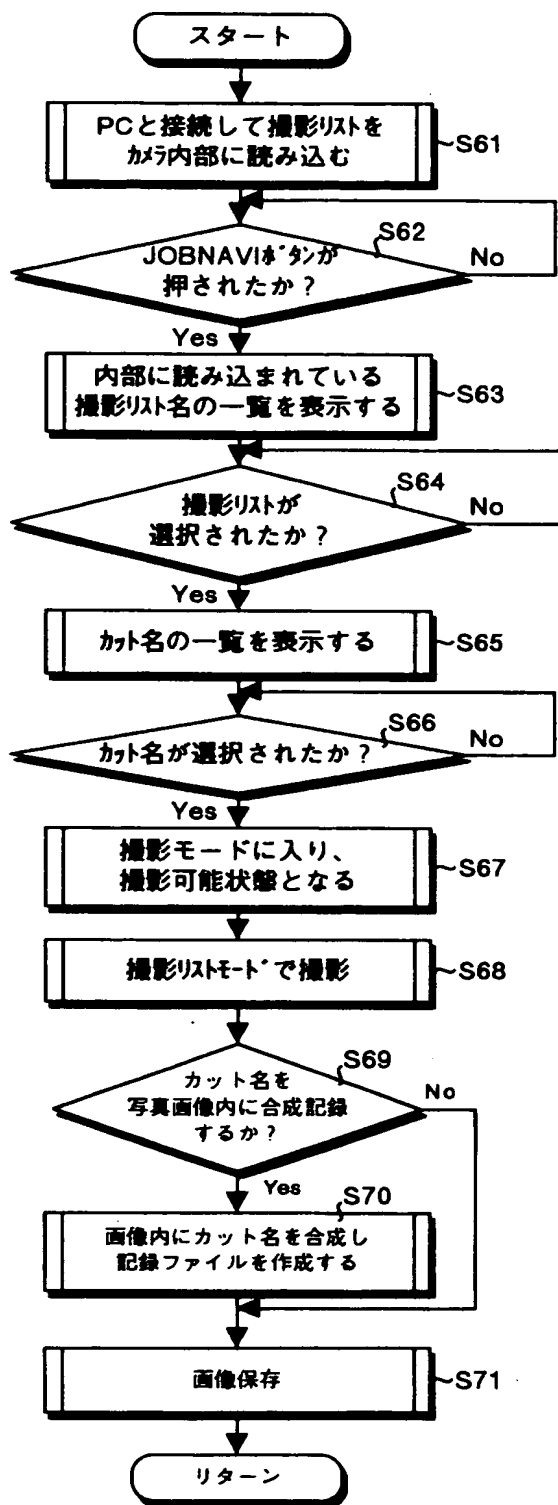 スタート
PCと接続して撮影リストを
カメラ内部に読み込む
S61
S62
JOBNAVIボタンが
押されたか？
No
Yes
内部に読み込まれている
撮影リスト名の一覧を表示する
S63
S64
撮影リストが
選択されたか？
No
Yes
カット名の一覧を表示する
S65
S66
カット名が選択されたか？
No
Yes
撮影モードに入り、
撮影可能状態となる
S67
撮影リストモードで撮影
S68
S69
カット名を
写真画像内に合成記録
するか？
No
Yes
S70
画像内にカット名を合成し
記録ファイルを作成する
画像保存
S71
リターン